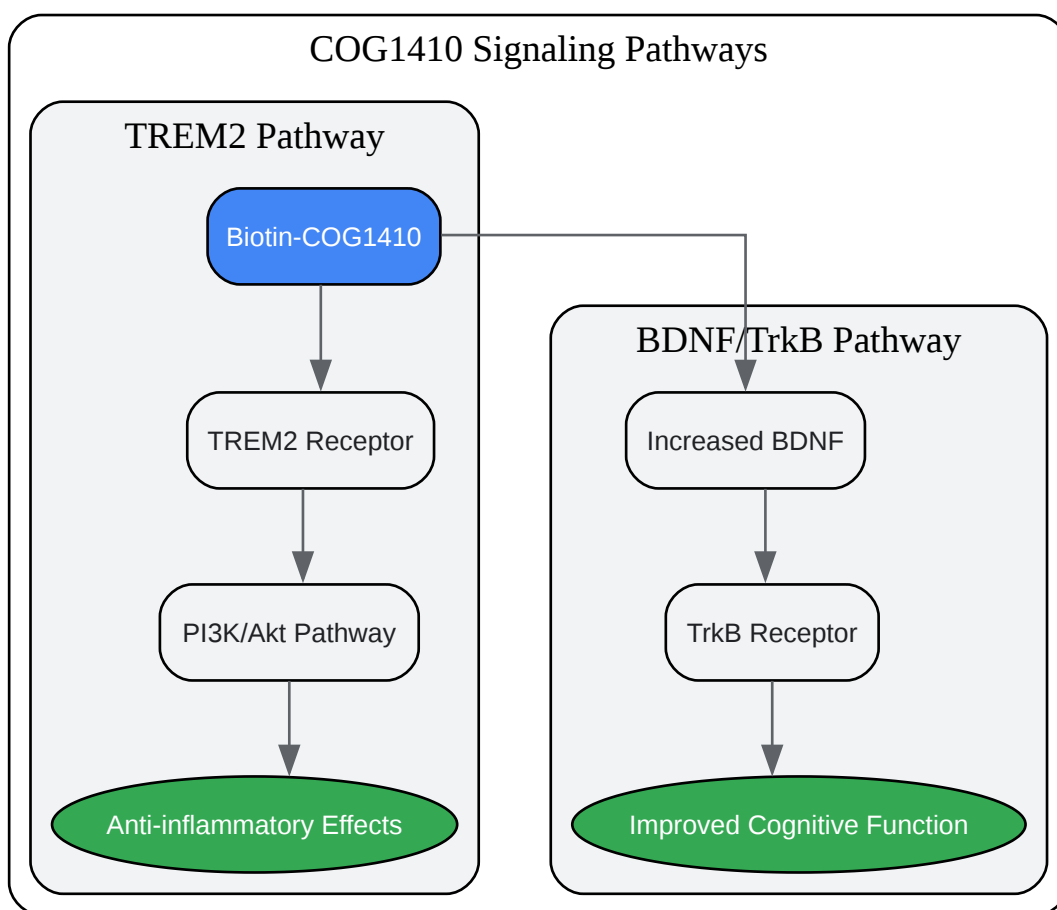 COG1410 Signaling Pathways
TREM2 Pathway
Biotin-COG1410
TREM2 Receptor
PI3K/Akt Pathway
Anti-inflammatory Effects
BDNF/TrkB Pathway
Increased BDNF
TrkB Receptor
Improved Cognitive Function